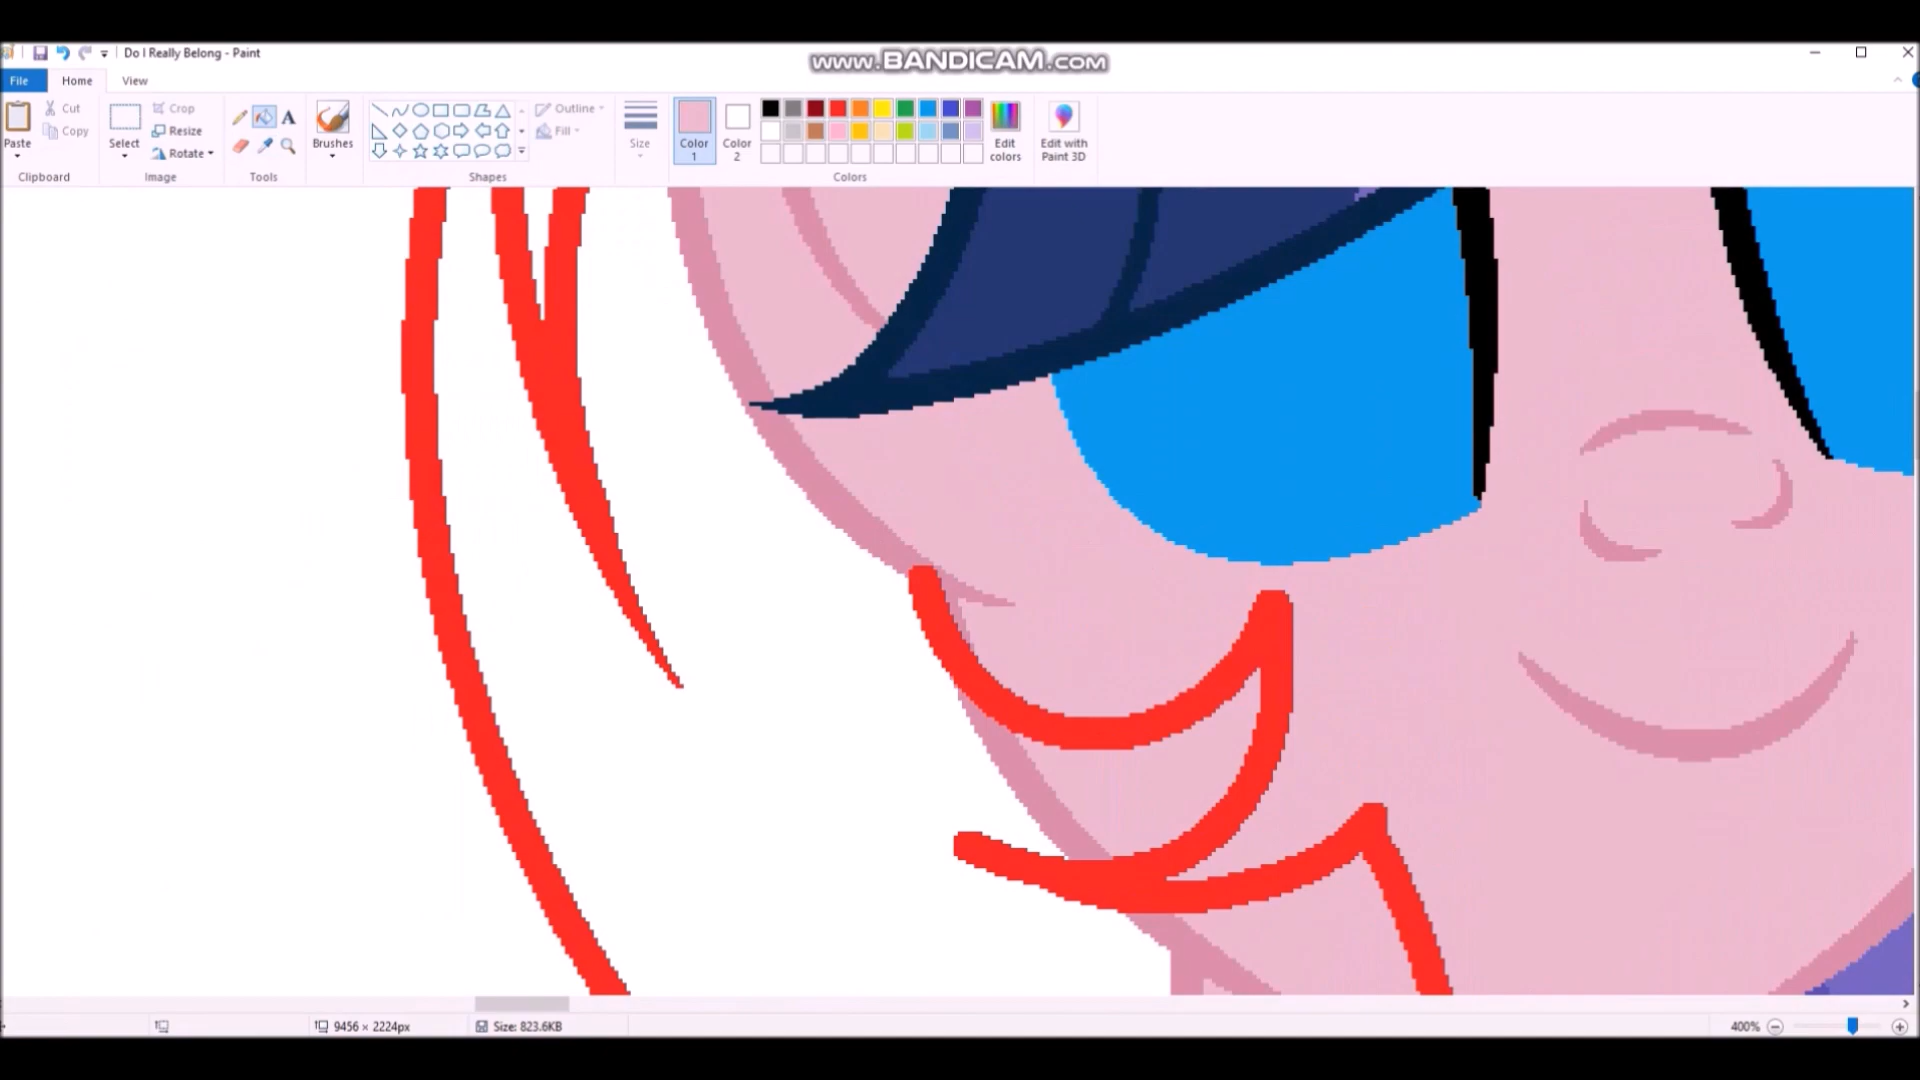 Do I Really Belong - Paint
www.BANDICAM.com
File Home View
Paste
Cut
Copy
Clipboard
Select
Crop
Resize
Rotate
Image
A
Tools
Brushes
Shapes
Outline
Fill
Size
Color 1
Color 2
Edit colors
Colors
Edit with Paint 3D
9456 × 2224px
Size: 823.6KB
400%